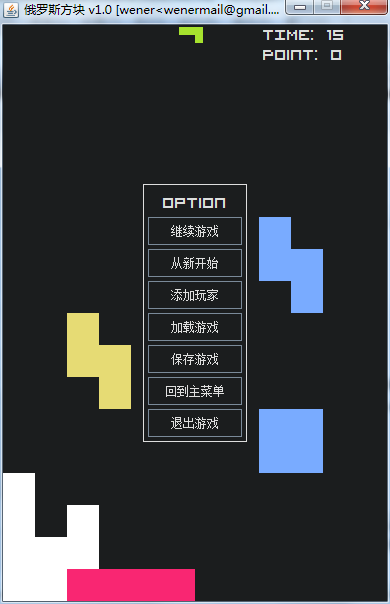 俄罗斯方块 v1.0 [wener<wenermail@gmail....
TIME: 15
POINT: 0
OPTION
继续游戏
从新开始
添加玩家
加载游戏
保存游戏
回到主菜单
退出游戏